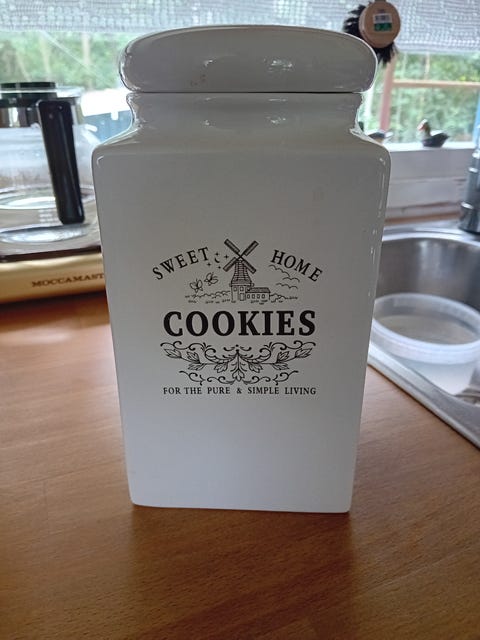 SWEET HOME
COOKIES
FOR THE PURE & SIMPLE LIVING
MOCCAMAST